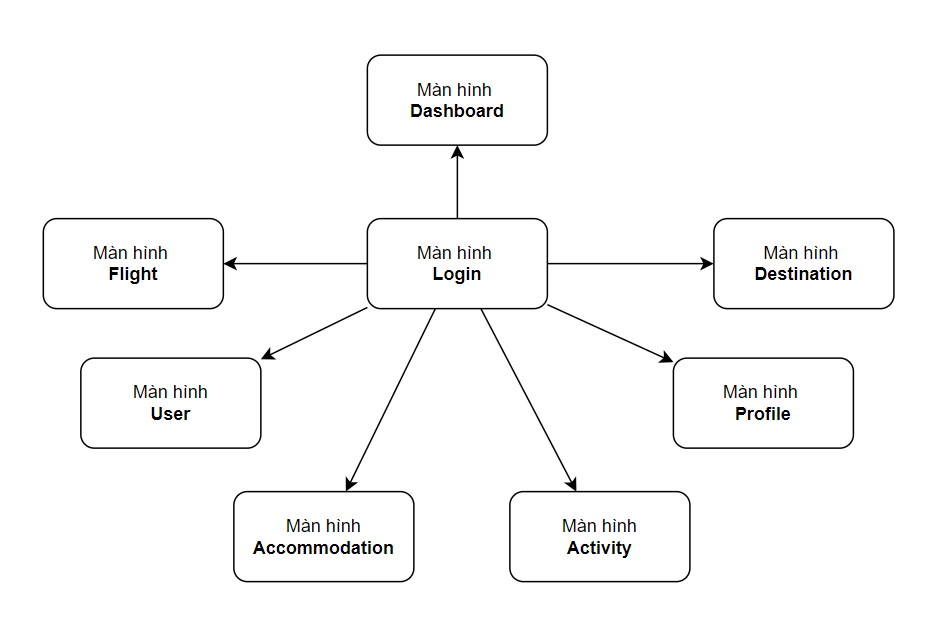 Màn hình
Dashboard
Màn hình
Flight
Màn hình
Login
Màn hình
Destination
Màn hình
User
Màn hình
Profile
Màn hình
Accommodation
Màn hình
Activity